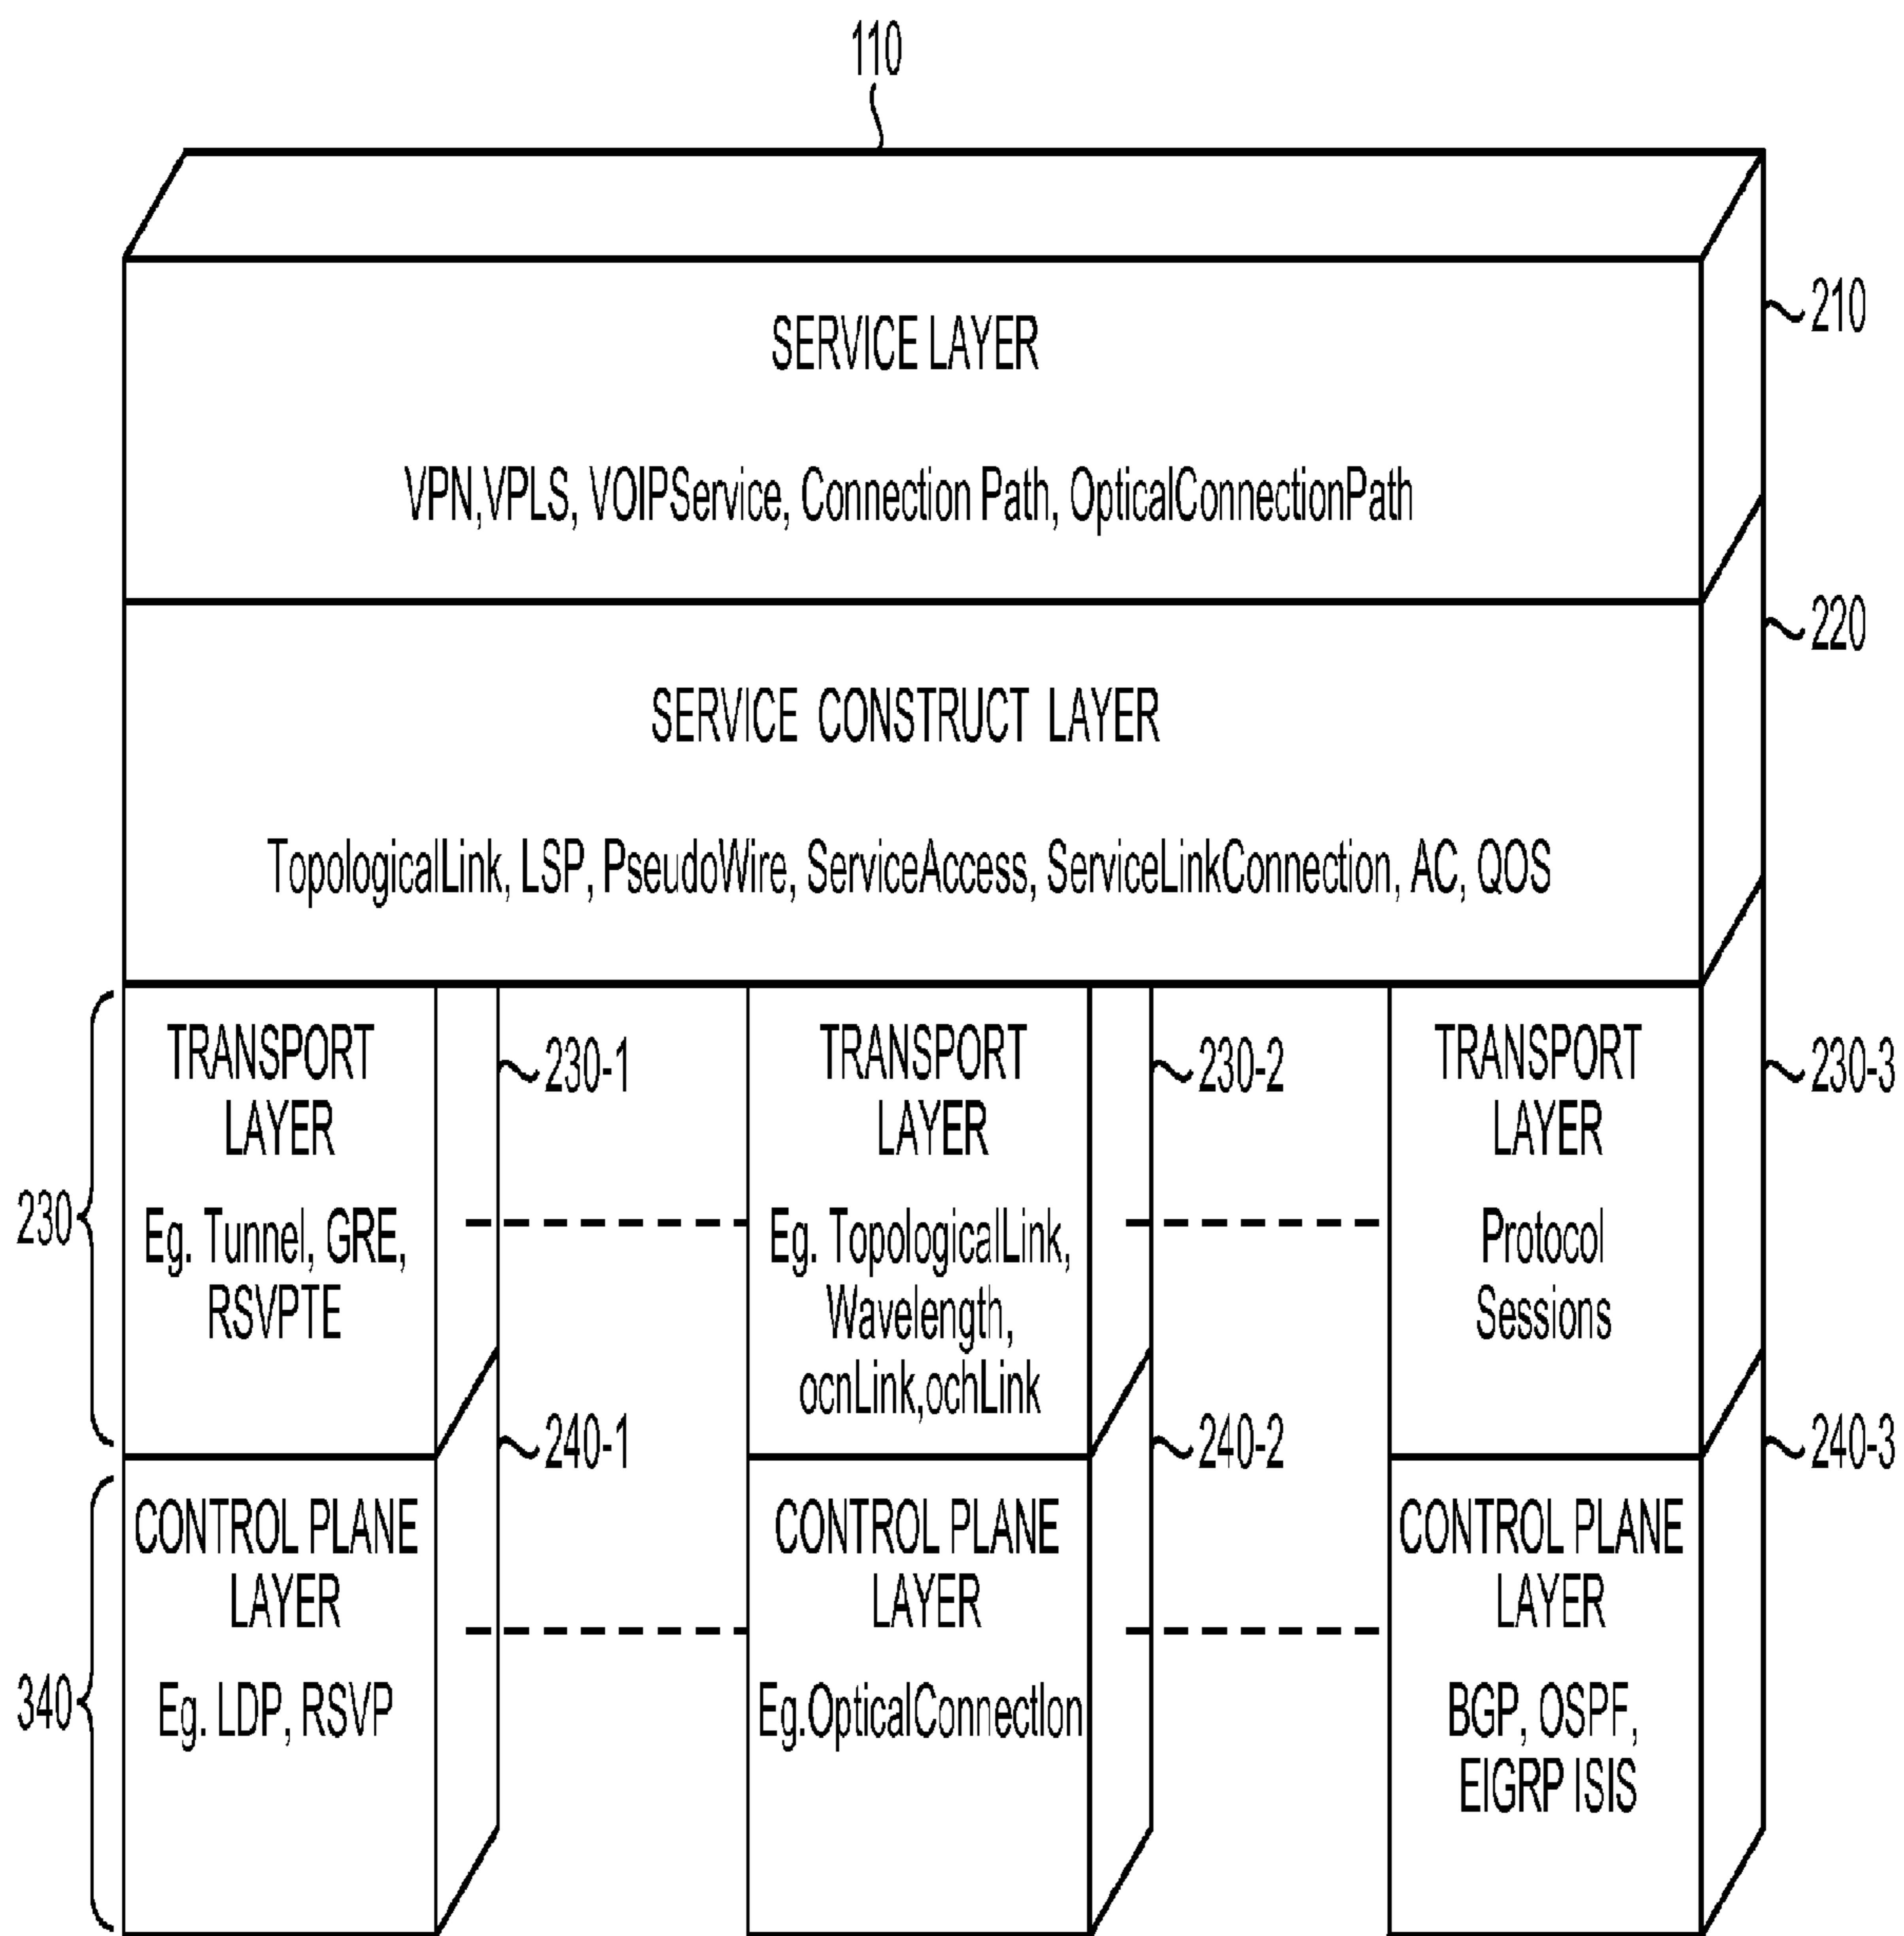 110
SERVICE LAYER
210
VPN,VPLS, VOIPService, Connection Path, OpticalConnectionPath
220
SERVICE CONSTRUCT LAYER
TopologicalLink, LSP, PseudoWire, ServiceAccess, ServiceLinkConnection, AC, QOS
230
TRANSPORT
LAYER
Eg. Tunnel, GRE,
RSVPTE
230-1
TRANSPORT
LAYER
Eg. TopologicalLink,
Wavelength,
ocnLink,ochLink
230-2
TRANSPORT
LAYER
Protocol
Sessions
230-3
340
CONTROL PLANE
LAYER
Eg. LDP, RSVP
240-1
CONTROL PLANE
LAYER
Eg.OpticalConnectIon
240-2
CONTROL PLANE
LAYER
BGP, OSPF,
EIGRP ISIS
240-3